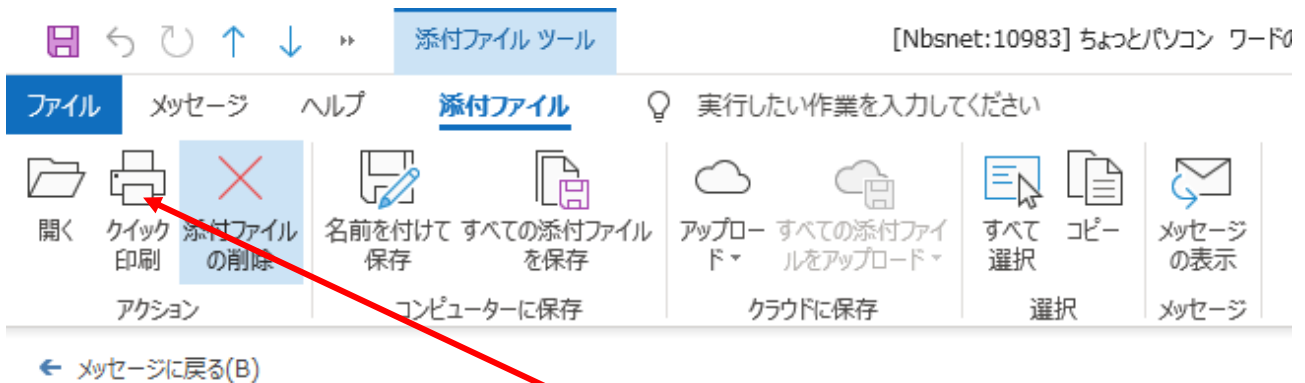 添付ファイル ツール
[Nbsnet:10983] ちょっとパソコン ワードの
ファイル メッセージ ヘルプ 添付ファイル 実行したい作業を入力してください
開く クイック 添付ファイル 名前を付けて すべての添付ファイル アップロー すべての添付ファイ すべて コピー メッセージ
印刷 の削除 保存 を保存 ド ルをアップロード 選択 の表示
アクション コンピューターに保存 クラウドに保存 選択 メッセージ
メッセージに戻る(B)